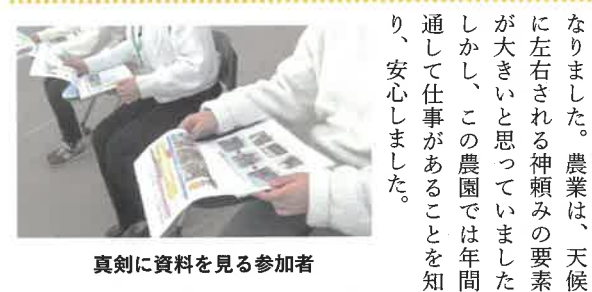 なりました。農業は、天候
に左右される神頼みの要素
が大きいと思っていました
しかし、この農園では年間
通して仕事があることを知
り、安心しました。
真剣に資料を見る参加者